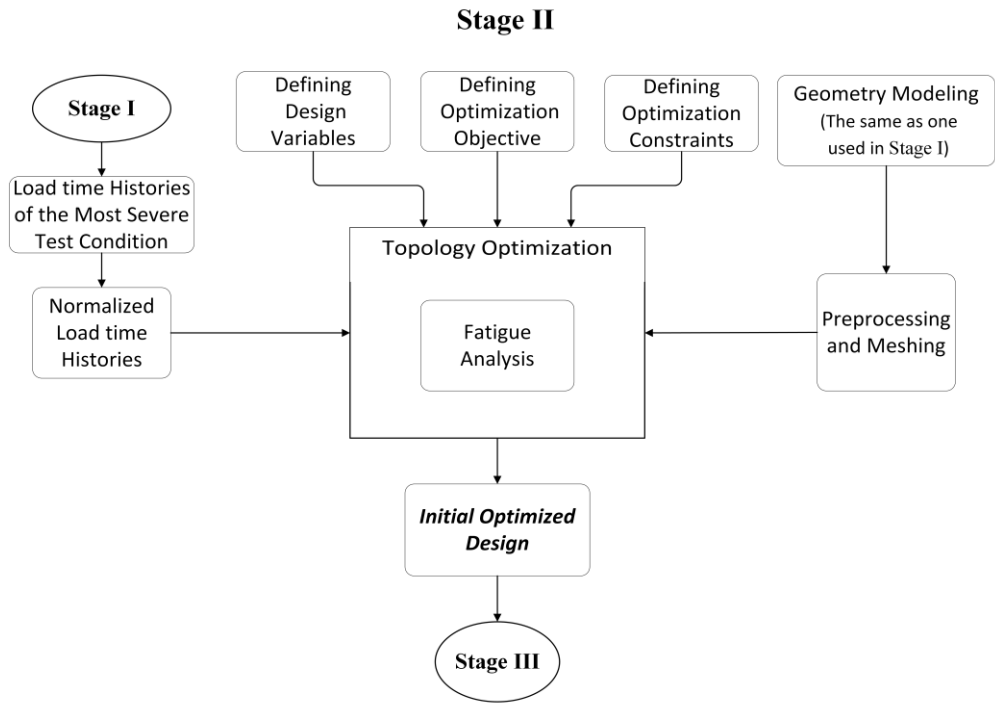 Stage II
Stage I
Load time Histories
of the Most Severe
Test Condition
Normalized
Load time
Histories
Defining
Design
Variables
Defining
Optimization
Objective
Defining
Optimization
Constraints
Geometry Modeling
(The same as one
used in Stage I)
Preprocessing
and Meshing
Topology Optimization
Fatigue
Analysis
Initial Optimized
Design
Stage III